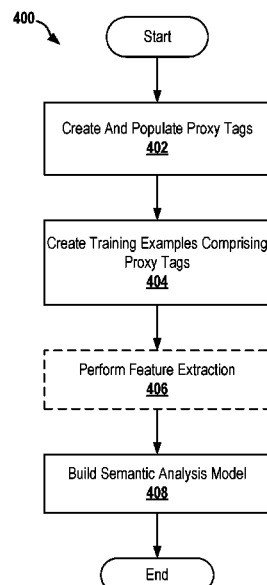 400
Start
Create And Populate Proxy Tags
402
Create Training Examples Comprising
Proxy Tags
404
Perform Feature Extraction
406
Build Semantic Analysis Model
408
End